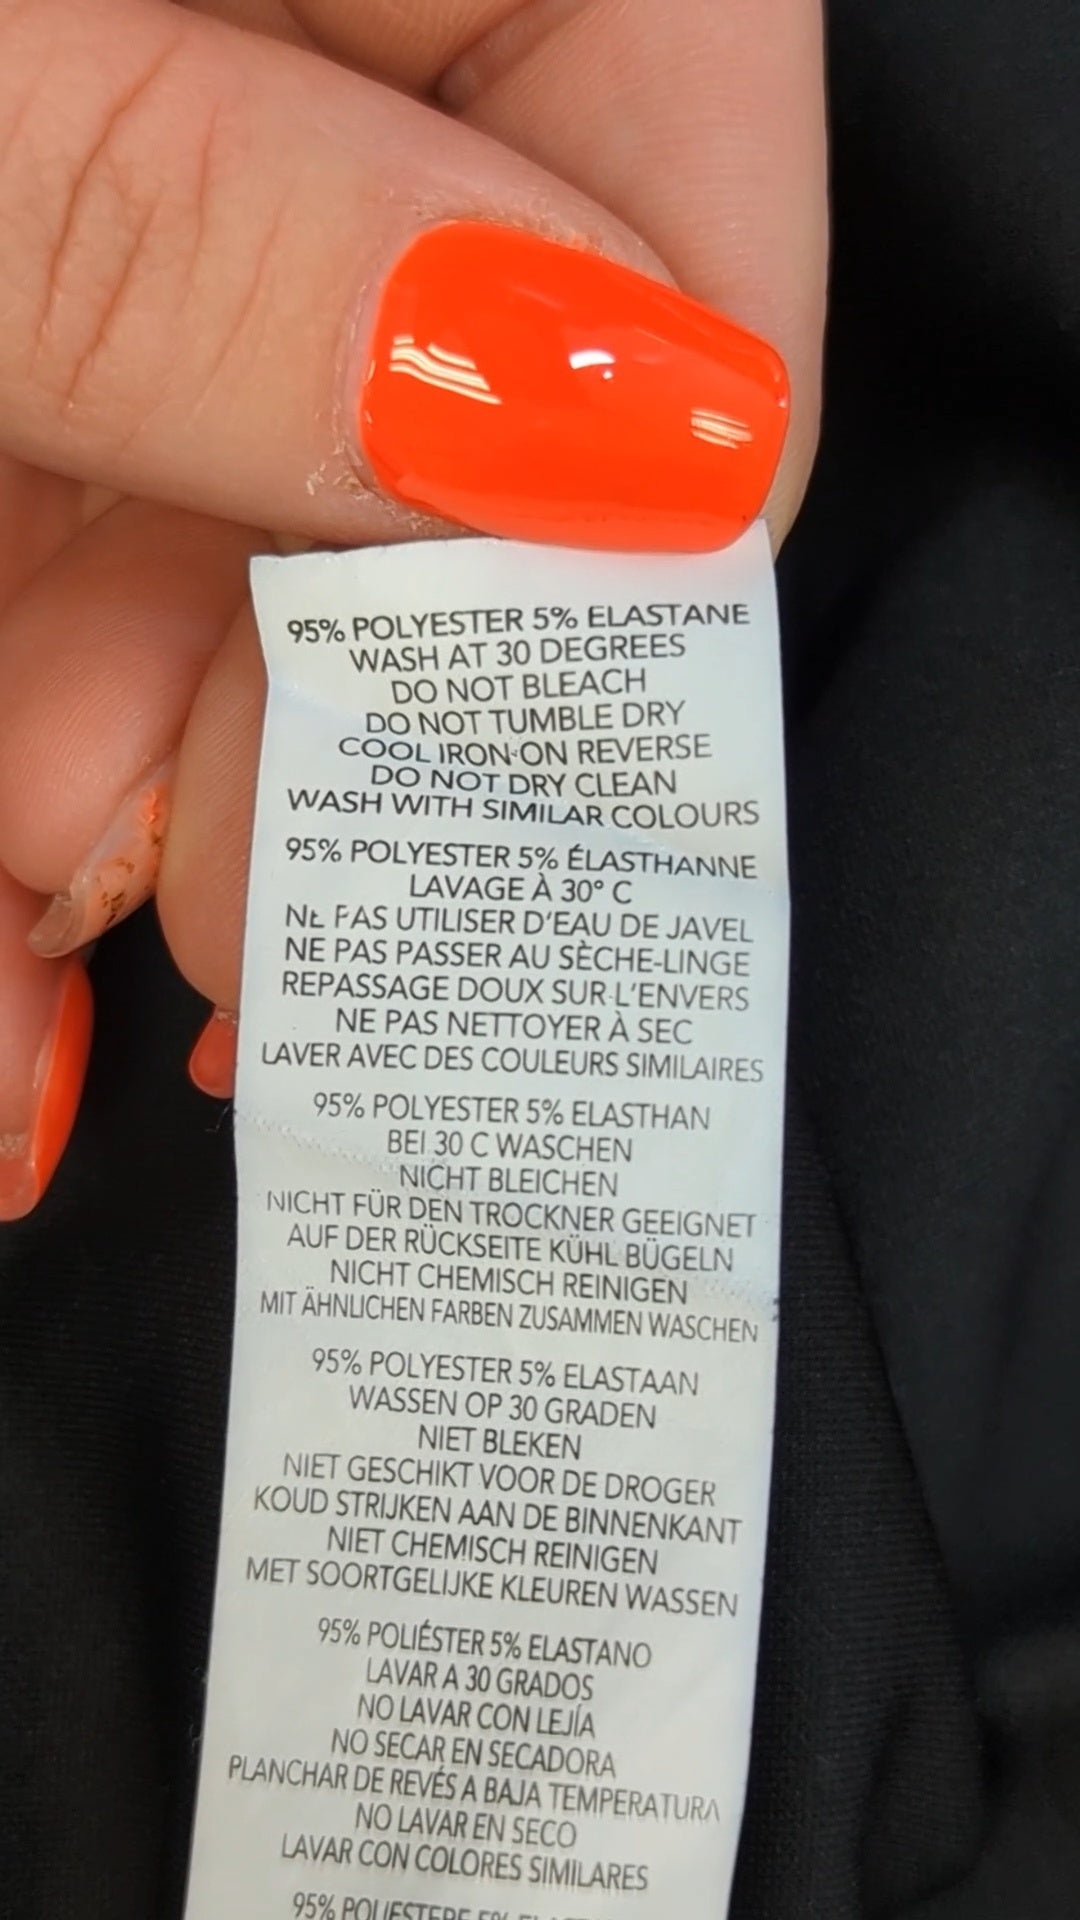 95% POLYESTER 5% ELASTANE
WASH AT 30 DEGREES
DO NOT BLEACH
DO NOT TUMBLE DRY
COOL IRON ON REVERSE
DO NOT DRY CLEAN
WASH WITH SIMILAR COLOURS
95% POLYESTER 5% ÉLASTHANNE
LAVAGE À 30° C
NE PAS UTILISER D'EAU DE JAVEL
NE PAS PASSER AU SÈCHE-LINGE
REPASSAGE DOUX SUR L'ENVERS
NE PAS NETTOYER À SEC
LAVER AVEC DES COULEURS SIMILAIRES
95% POLYESTER 5% ELASTHAN
BEI 30 C WASCHEN
NICHT BLEICHEN
NICHT FÜR DEN TROCKNER GEEIGNET
AUF DER RÜCKSEITE KÜHL BÜGELN
NICHT CHEMISCH REINIGEN
MIT ÄHNLICHEN FARBEN ZUSAMMEN WASCHEN
95% POLYESTER 5% ELASTAAN
WASSEN OP 30 GRADEN
NIET BLEKEN
NIET GESCHIKT VOOR DE DROGER
KOUD STRIJKEN AAN DE BINNENKANT
NIET CHEMISCH REINIGEN
MET SOORTGELIJKE KLEUREN WASSEN
95% POLIÉSTER 5% ELASTANO
LAVAR A 30 GRADOS
NO LAVAR CON LEJÍA
NO SECAR EN SECADORA
PLANCHAR DE REVÉS A BAJA TEMPERATURA
NO LAVAR EN SECO
LAVAR CON COLORES SIMILARES
95% POLIESTERE 5%